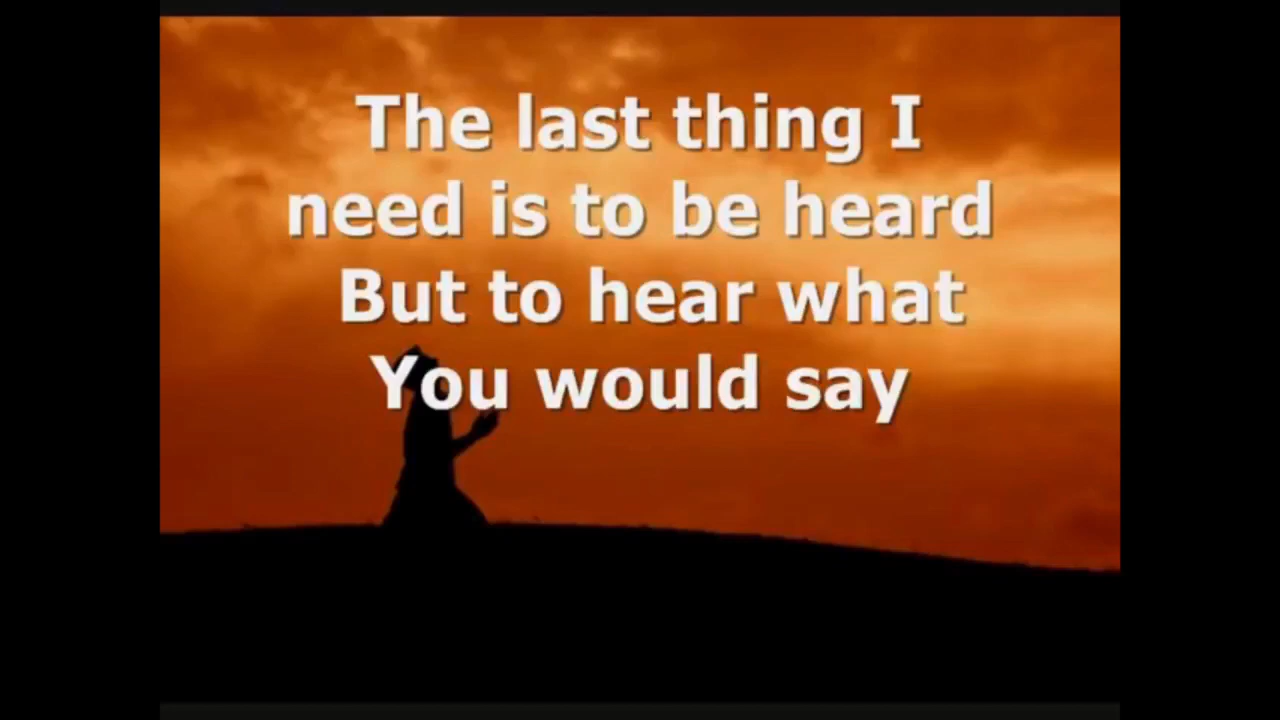 The last thing I
need is to be heard
But to hear what
You would say